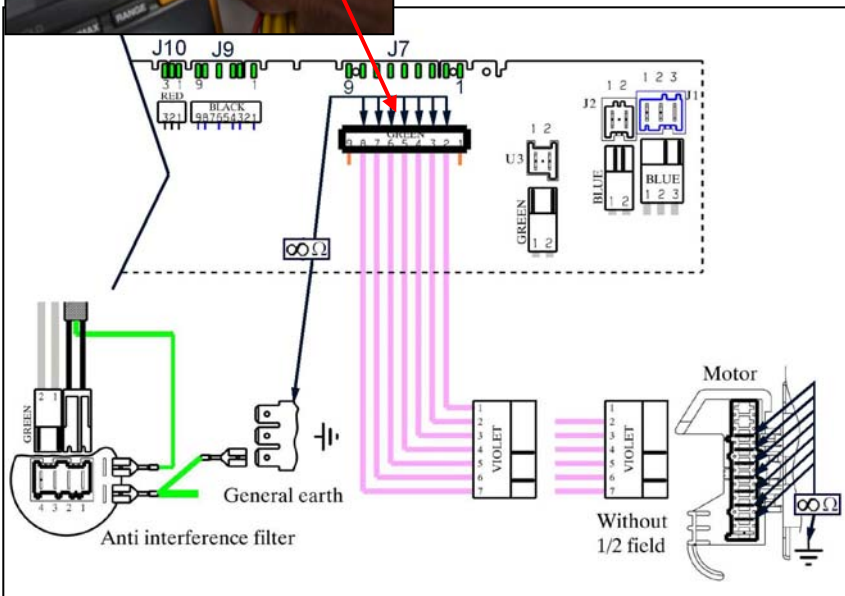 MAX
RANGE
J10
J9
J7
3 1
9
1
9
1
RED
321
BLACK
987654321
GREEN
9 8 7 6 5 4 3 2 1
1 2
U3
GREEN
1 2
1 2
J2
BLUE
1 2
1 2 3
J1
BLUE
1 2 3
∞ Ω
2 1
GREEN
4 3 2 1
Anti interference filter
General earth
1
2
3
4
5
6
7
VIOLET
1
2
3
4
5
6
7
VIOLET
Without
1/2 field
Motor
∞ Ω